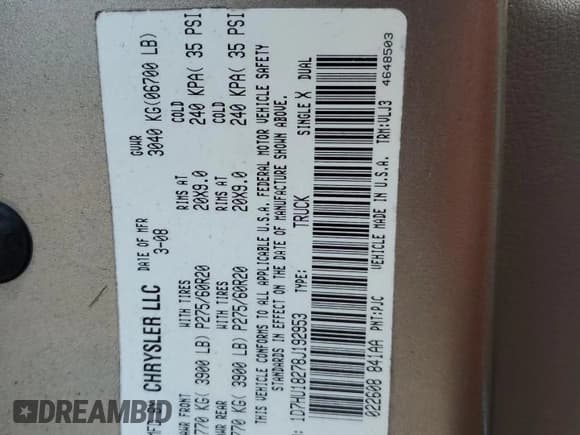 MFD BY CHRYSLER LLC DATE OF MFR 3-08 GVWR 3040 KG(06700 LB)
GAWR FRONT WITH TIRES RIMS AT COLD
1770 KG( 3900 LB) P275/60R20 20X9.0 240 KPA( 35 PSI
GAWR REAR WITH TIRES RIMS AT COLD
1770 KG( 3900 LB) P275/60R20 20X9.0 240 KPA( 35 PSI
THIS VEHICLE CONFORMS TO ALL APPLICABLE U.S.A. FEDERAL MOTOR VEHICLE SAFETY
STANDARDS IN EFFECT ON THE DATE OF MANUFACTURE SHOWN ABOVE.
1D7HU18278J192953 TYPE: TRUCK SINGLE X DUAL
022608 841AA PNT:PJC VEHICLE MADE IN U.S.A. TRM:VLJ3 4648503
DREAMBID